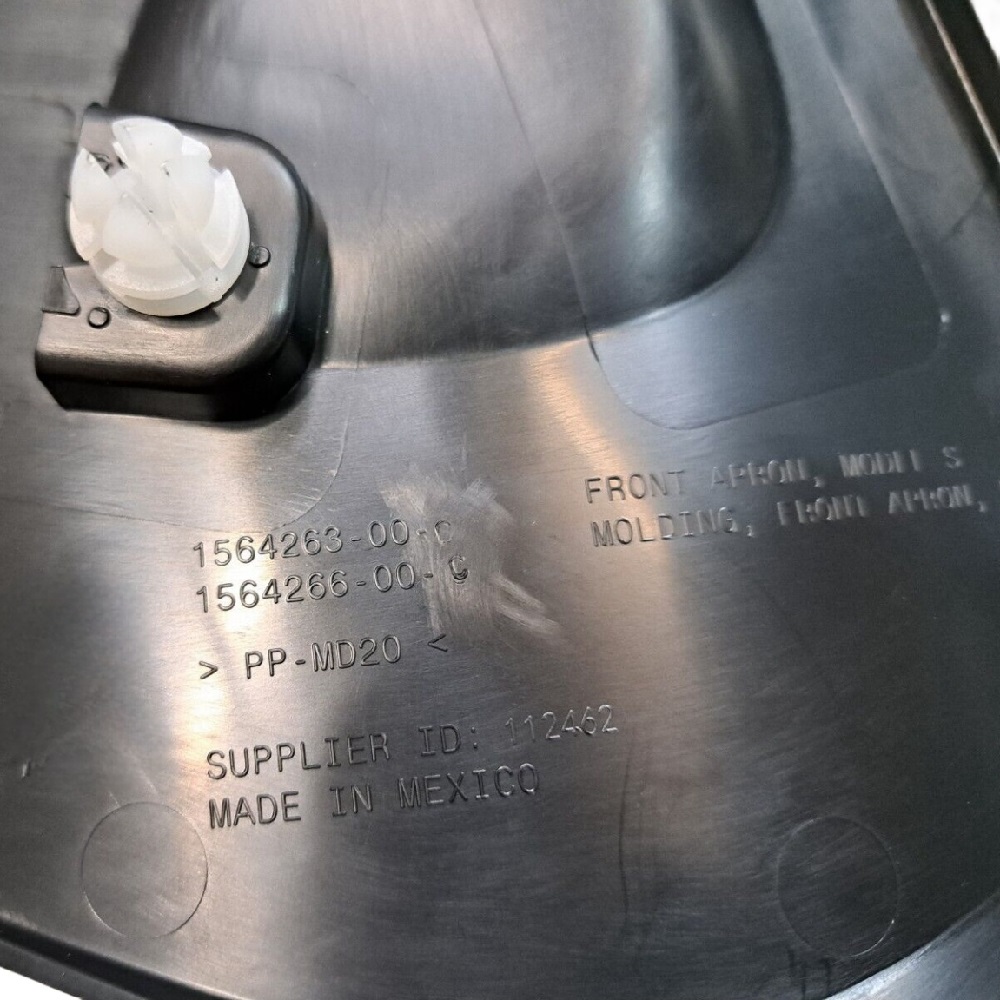 FRONT APRON, MODEL S
MOLDING, FRONT APRON,
1564263-00-C
1564266-00-C
> PP-MD20 <
SUPPLIER ID: 112462
MADE IN MEXICO